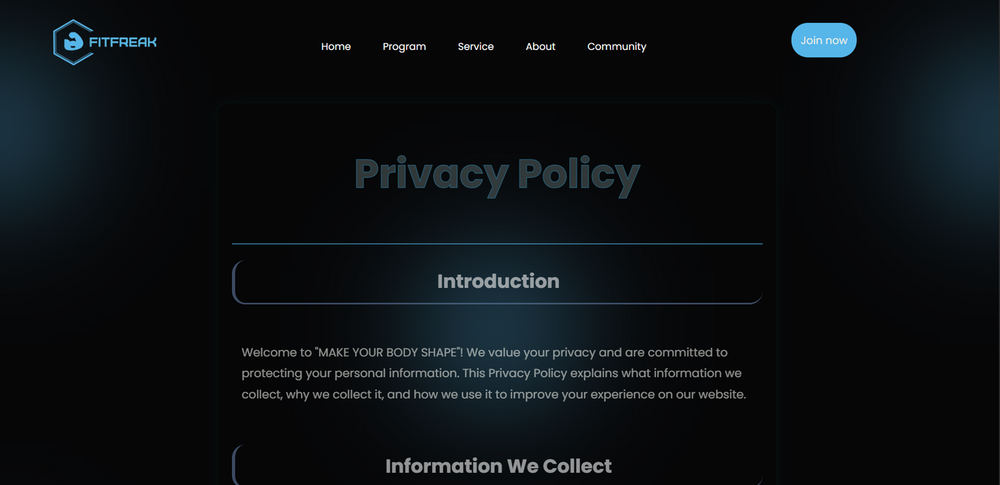 FITFREAK
Home Program Service About Community
Join now
Privacy Policy
Introduction
Welcome to "MAKE YOUR BODY SHAPE"! We value your privacy and are committed to
protecting your personal information. This Privacy Policy explains what information we
collect, why we collect it, and how we use it to improve your experience on our website.
Information We Collect